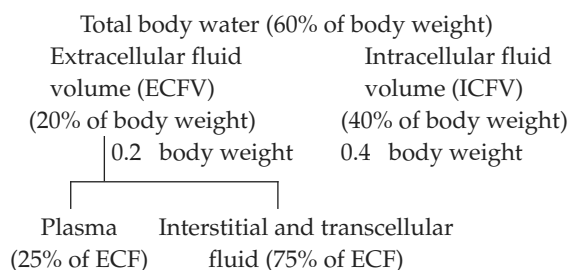 Total body water (60% of body weight)
Extracellular fluid
volume (ECFV)
(20% of body weight)
0.2 body weight
Intracellular fluid
volume (ICFV)
(40% of body weight)
0.4 body weight
Plasma
(25% of ECF)
Interstitial and transcellular
fluid (75% of ECF)